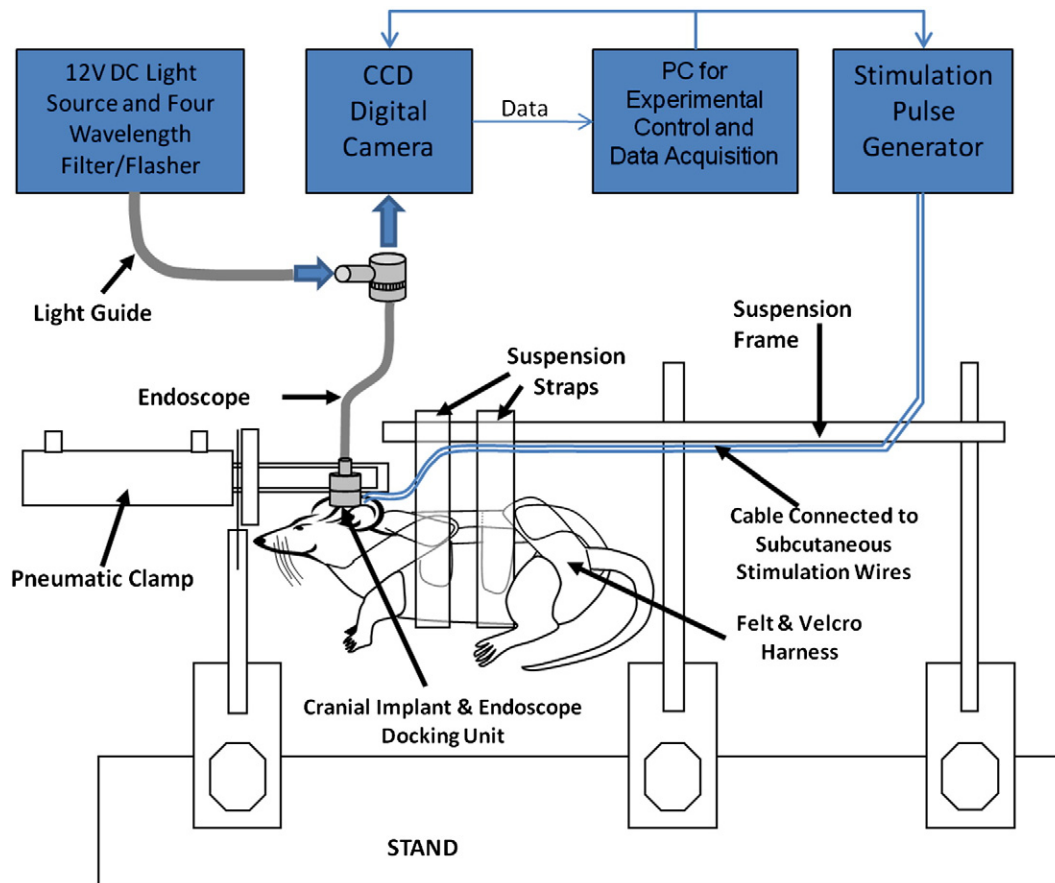 12V DC Light
Source and Four
Wavelength
Filter/Flasher
CCD
Digital
Camera
Data
PC for
Experimental
Control and
Data Acquisition
Stimulation
Pulse
Generator
Light Guide
Suspension
Frame
Suspension
Straps
Endoscope
Pneumatic Clamp
Cable Connected to
Subcutaneous
Stimulation Wires
Felt & Velcro
Harness
Cranial Implant & Endoscope
Docking Unit
STAND